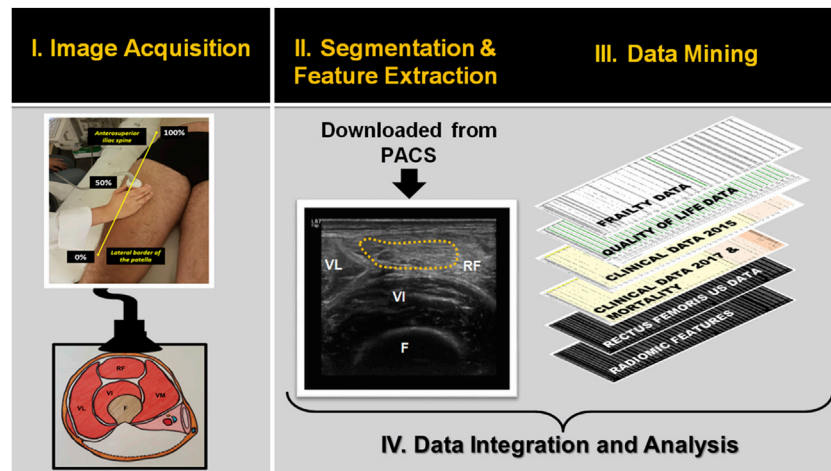 I. Image Acquisition
II. Segmentation &
Feature Extraction
III. Data Mining
Anterosuperior
iliac spine
100%
50%
0%
Lateral border of
the patella
RF
VI
VL
VM
F
Downloaded from
PACS
VL
RF
VI
F
FRAILTY DATA
QUALITY OF LIFE DATA
CLINICAL DATA 2015
CLINICAL DATA 2017 &
MORTALITY
RECTUS FEMORIS US DATA
RADIOMIC FEATURES
IV. Data Integration and Analysis